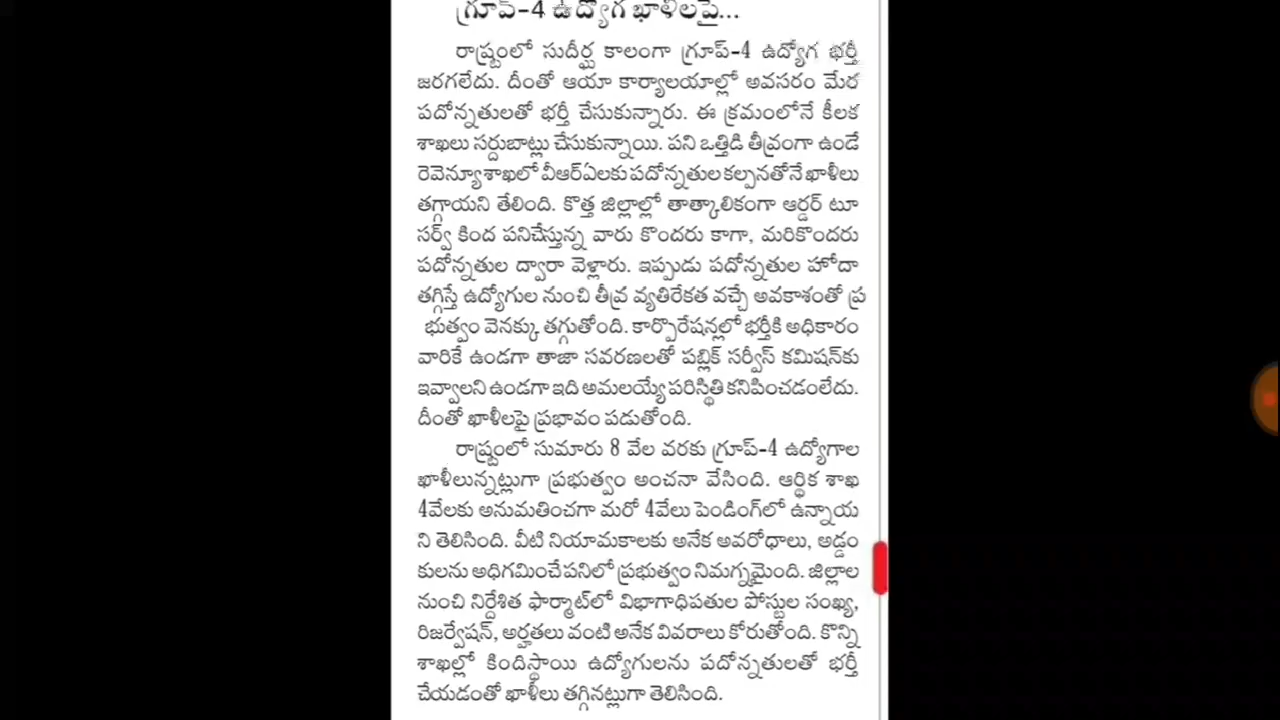 గ్రూప్-4 ఉద్యోగ ఖాళీలపై...
రాష్ట్రంలో సుదీర్ఘ కాలంగా గ్రూప్-4 ఉద్యోగ భర్తీ
జరగలేదు. దీంతో ఆయా కార్యాలయాల్లో అవసరం మేర
పదోన్నతులతో భర్తీ చేసుకున్నారు. ఈ క్రమంలోనే కీలక
శాఖలు సర్దుబాట్లు చేసుకున్నాయి. పని ఒత్తిడి తీవ్రంగా ఉండే
రెవెన్యూ శాఖలో వీఆర్ఏలకు పదోన్నతుల కల్పనతోనే ఖాళీలు
తగ్గాయని తేలింది. కొత్త జిల్లాల్లో తాత్కాలికంగా ఆర్డర్ టూ
సర్వ్ కింద పనిచేస్తున్న వారు కొందరు కాగా, మరికొందరు
పదోన్నతుల ద్వారా వెళ్లారు. ఇప్పుడు పదోన్నతుల హోదా
తగ్గిస్తే ఉద్యోగుల నుంచి తీవ్ర వ్యతిరేకత వచ్చే అవకాశంతో ప్ర
భుత్వం వెనక్కు తగ్గుతోంది. కార్పొరేషన్లలో భర్తీకి అధికారం
వారికే ఉండగా తాజా సవరణలతో పబ్లిక్ సర్వీస్ కమిషన్‌కు
ఇవ్వాలని ఉండగా ఇది అమలయ్యే పరిస్థితి కనిపించడంలేదు.
దీంతో ఖాళీలపై ప్రభావం పడుతోంది.
రాష్ట్రంలో సుమారు 8 వేల వరకు గ్రూప్-4 ఉద్యోగాల
ఖాళీలున్నట్లుగా ప్రభుత్వం అంచనా వేసింది. ఆర్థిక శాఖ
4వేలకు అనుమతించగా మరో 4వేలు పెండింగ్‌లో ఉన్నాయ
ని తెలిసింది. వీటి నియామకాలకు అనేక అవరోధాలు, అడ్డం
కులను అధిగమించే పనిలో ప్రభుత్వం నిమగ్నమైంది. జిల్లాల
నుంచి నిర్దేశిత ఫార్మాట్‌లో విభాగాధిపతుల పోస్టుల సంఖ్య,
రిజర్వేషన్, అర్హతలు వంటి అనేక వివరాలు కోరుతోంది. కొన్ని
శాఖల్లో కిందిస్థాయి ఉద్యోగులను పదోన్నతులతో భర్తీ
చేయడంతో ఖాళీలు తగ్గినట్లుగా తెలిసింది.